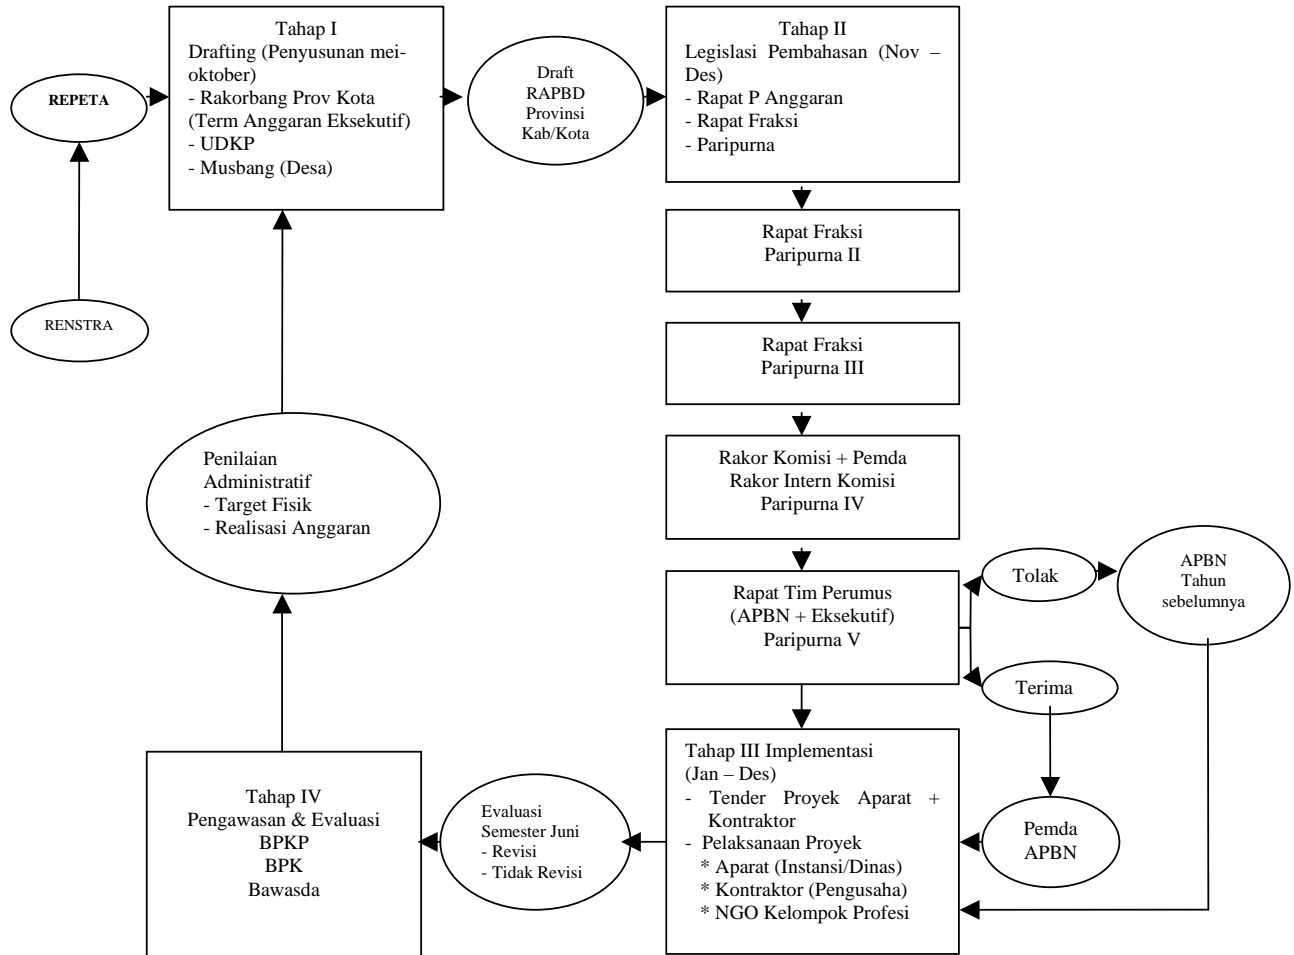 Tahap I
Drafting (Penyusunan mei-
oktober)
- Rakorbang Prov Kota
(Term Anggaran Eksekutif)
- UDKP
- Musbang (Desa)
REPETA
RENSTRA
Draft
RAPBD
Provinsi
Kab/Kota
Tahap II
Legislasi Pembahasan (Nov –
Des)
- Rapat P Anggaran
- Rapat Fraksi
- Paripurna
Rapat Fraksi
Paripurna II
Rapat Fraksi
Paripurna III
Rakor Komisi + Pemda
Rakor Intern Komisi
Paripurna IV
Rapat Tim Perumus
(APBN + Eksekutif)
Paripurna V
Tolak
APBN
Tahun
sebelumnya
Terima
Pemda
APBN
Tahap III Implementasi
(Jan – Des)
- Tender Proyek Aparat +
Kontraktor
- Pelaksanaan Proyek
* Aparat (Instansi/Dinas)
* Kontraktor (Pengusaha)
* NGO Kelompok Profesi
Evaluasi
Semester Juni
- Revisi
- Tidak Revisi
Tahap IV
Pengawasan & Evaluasi
BPKP
BPK
Bawasda
Penilaian
Administratif
- Target Fisik
- Realisasi Anggaran